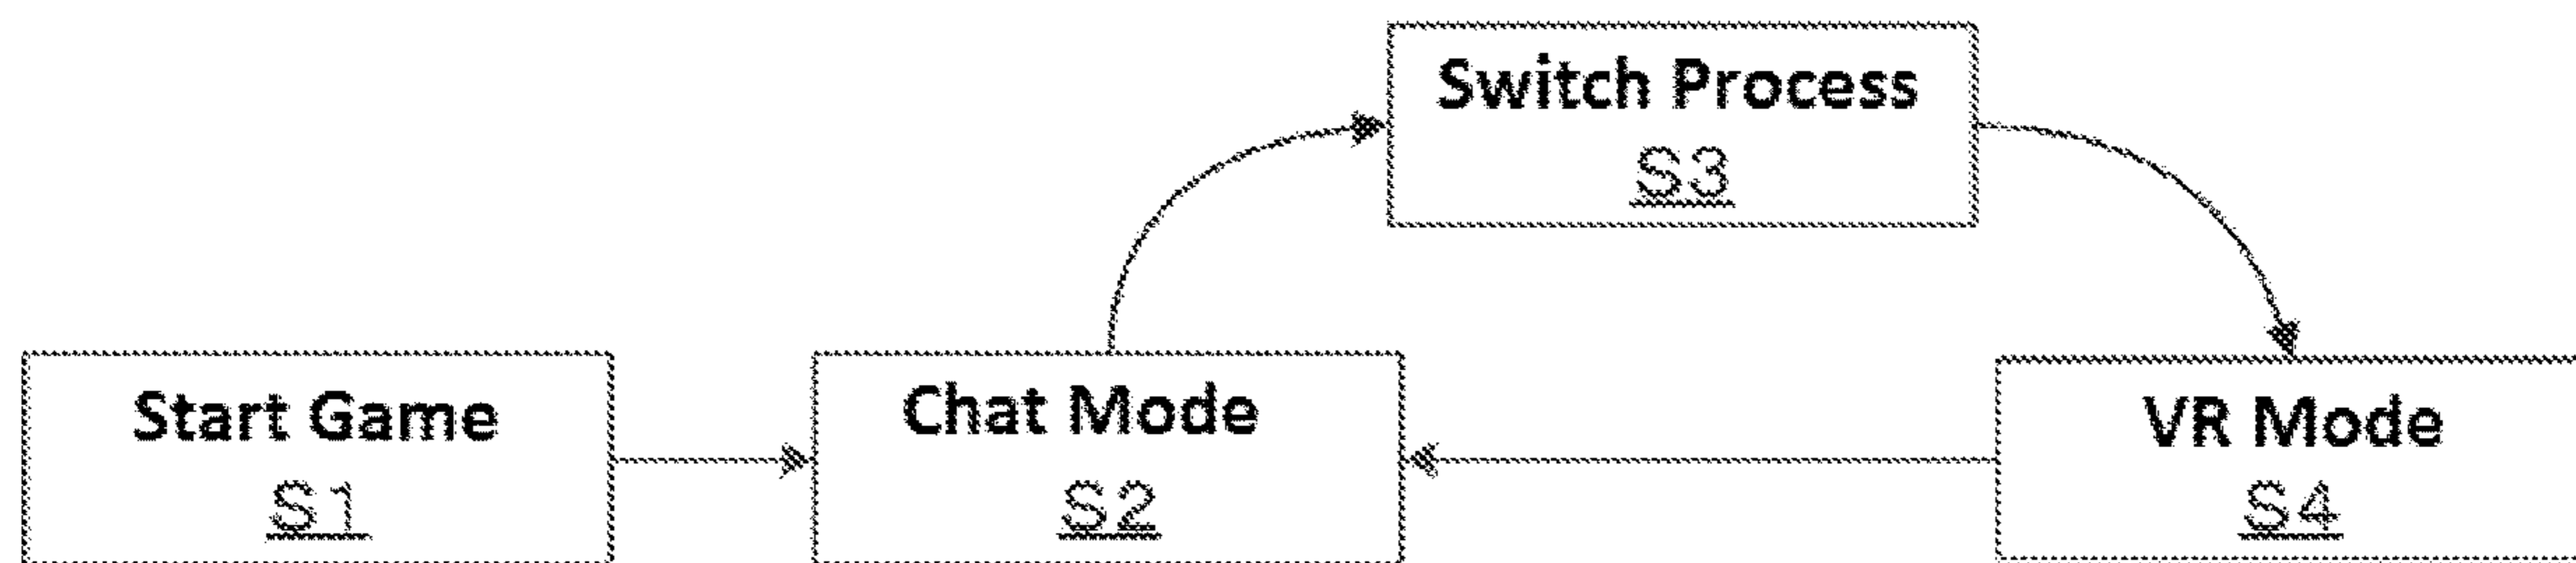 Switch Process
S3
Start Game
S1
Chat Mode
S2
VR Mode
S4